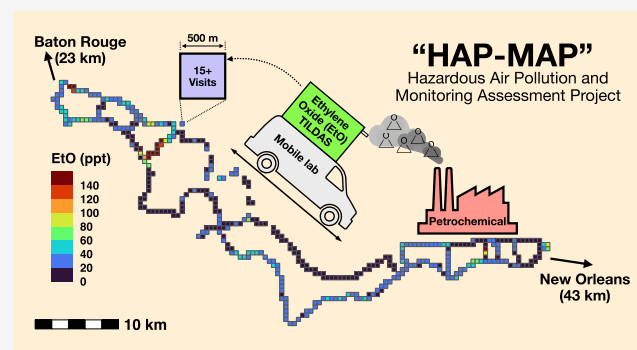 “HAP-MAP”
Hazardous Air Pollution and
Monitoring Assessment Project
Baton Rouge
(23 km)
500 m
15+
Visits
Ethylene
Oxide (EtO)
TILDAS
Mobile lab
Petrochemical
EtO (ppt)
140
120
100
80
60
40
20
0
New Orleans
(43 km)
10 km